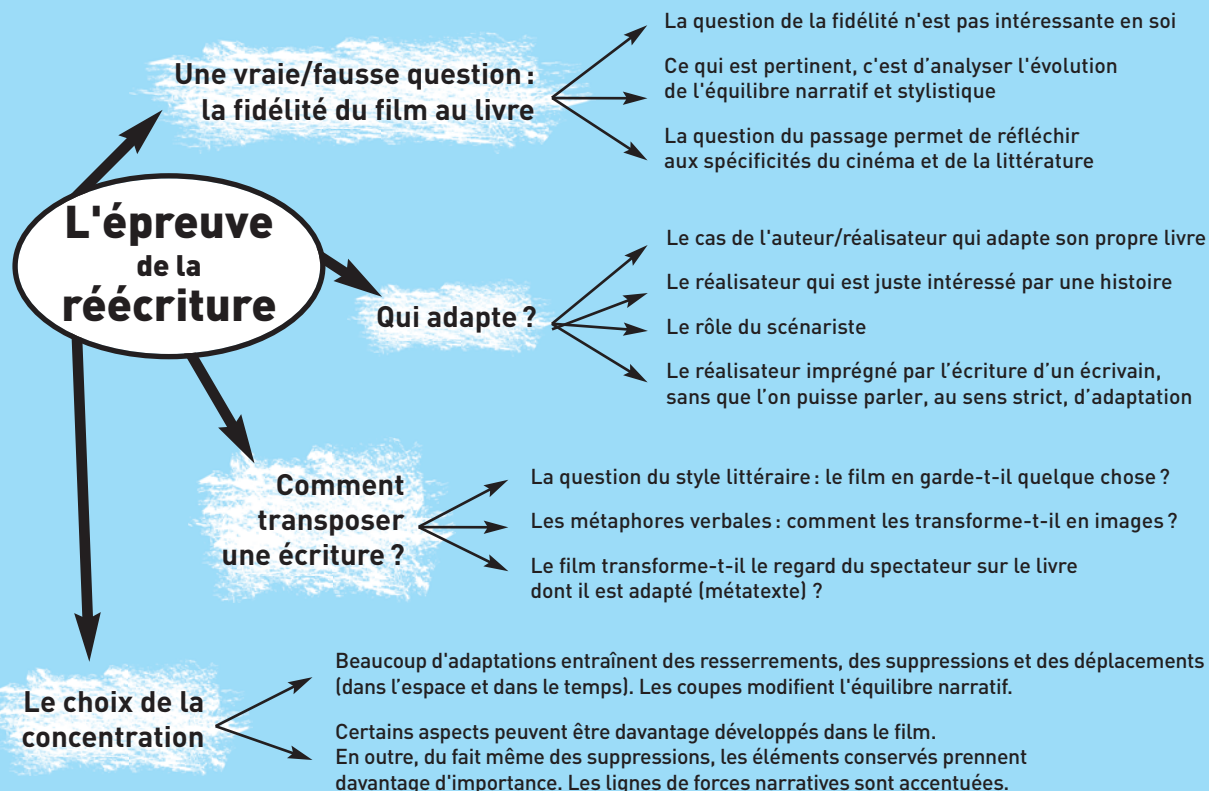 L'épreuve
de la
réécriture
Une vraie/fausse question :
la fidélité du film au livre
La question de la fidélité n'est pas intéressante en soi
Ce qui est pertinent, c'est d'analyser l'évolution
de l'équilibre narratif et stylistique
La question du passage permet de réfléchir
aux spécificités du cinéma et de la littérature
Qui adapte ?
Le cas de l'auteur/réalisateur qui adapte son propre livre
Le réalisateur qui est juste intéressé par une histoire
Le rôle du scénariste
Le réalisateur imprégné par l'écriture d'un écrivain,
sans que l'on puisse parler, au sens strict, d'adaptation
Comment
transposer
une écriture ?
La question du style littéraire : le film en garde-t-il quelque chose ?
Les métaphores verbales : comment les transforme-t-il en images ?
Le film transforme-t-il le regard du spectateur sur le livre
dont il est adapté (métatexte) ?
Le choix de la
concentration
Beaucoup d'adaptations entraînent des resserrements, des suppressions et des déplacements
(dans l'espace et dans le temps). Les coupes modifient l'équilibre narratif.
Certains aspects peuvent être davantage développés dans le film.
En outre, du fait même des suppressions, les éléments conservés prennent
davantage d'importance. Les lignes de forces narratives sont accentuées.